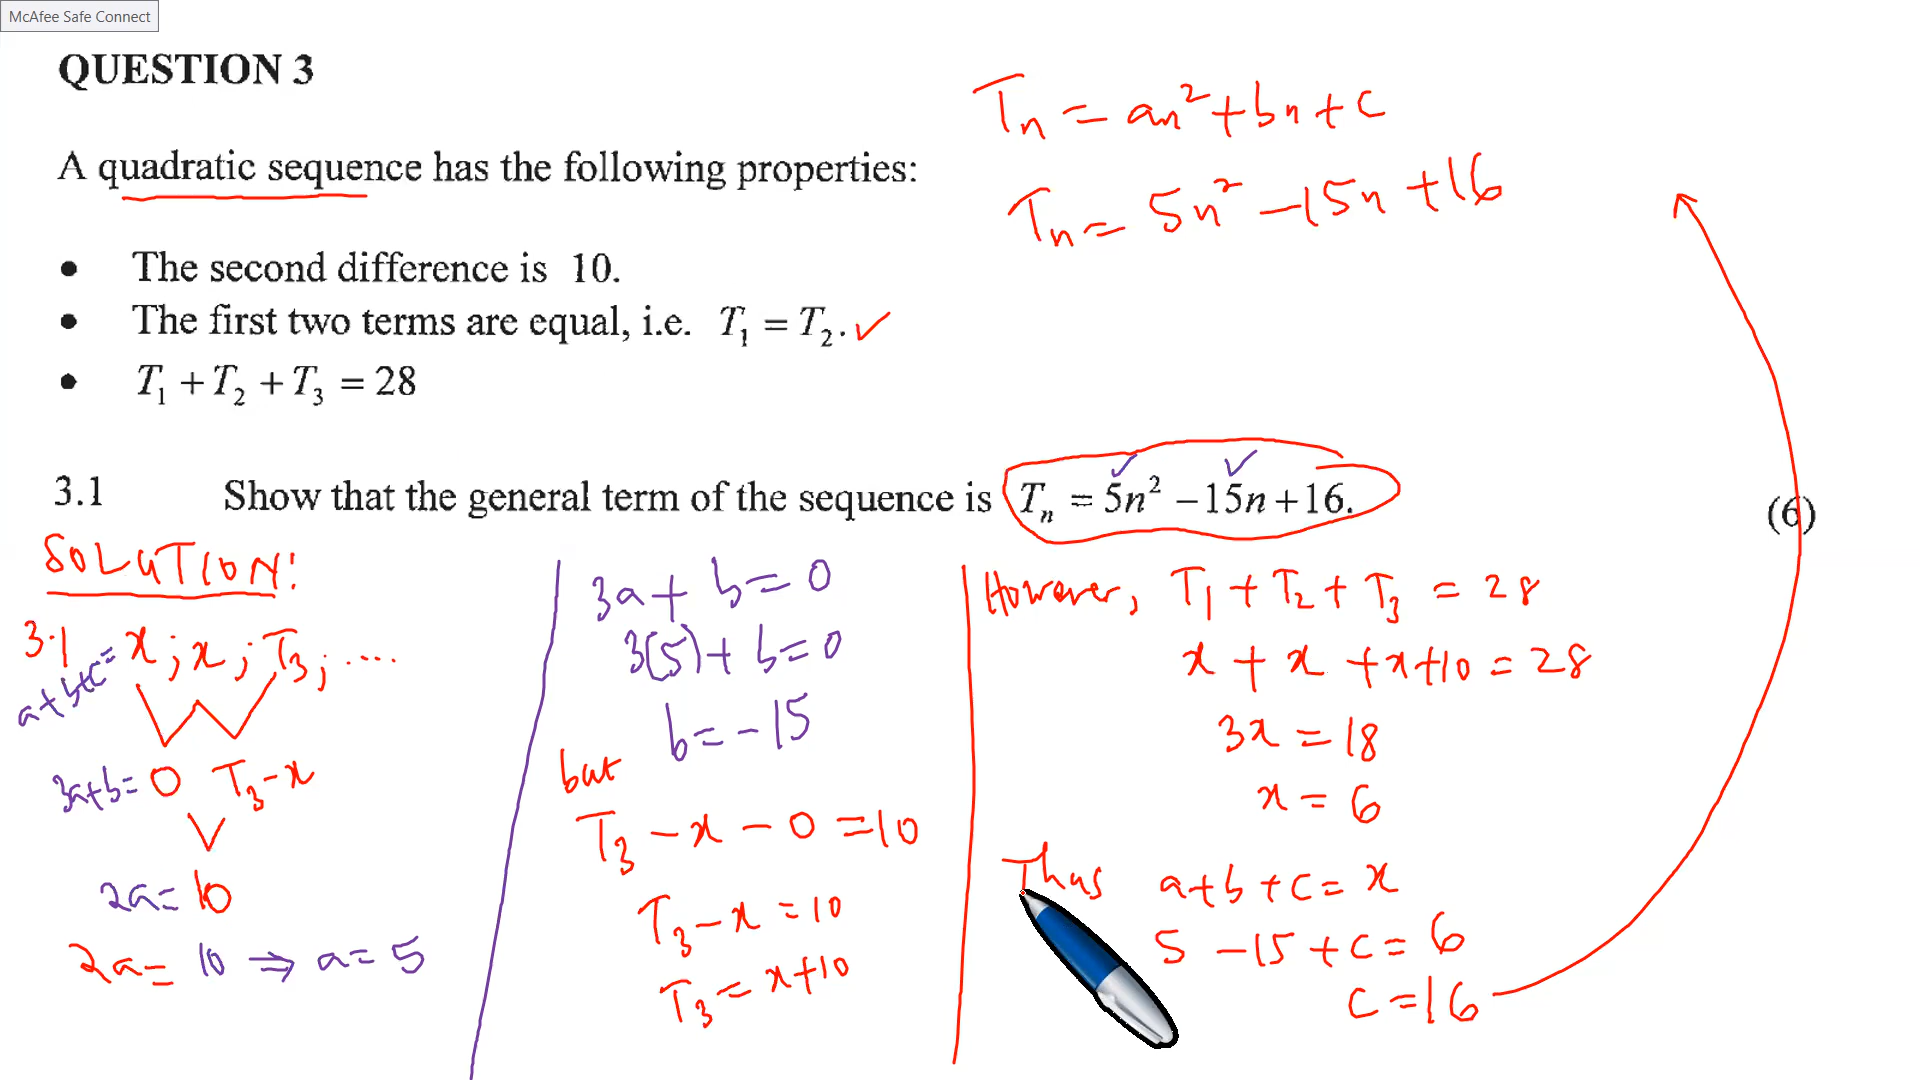 McAfee Safe Connect
QUESTION 3
A quadratic sequence has the following properties:
• The second difference is 10.
• The first two terms are equal, i.e. T₁ = T₂. ✓
• T₁ + T₂ + T₃ = 28
Tn = an² + bn + c
Tn = 5n² − 15n + 16
3.1 Show that the general term of the sequence is Tn = 5n² − 15n + 16. (6)
SOLUTION:
3.1
a+b+c = x ; x ; T₃ ; ....
3a+b = 0 T₃ − x
2a = 10
2a = 10 ⇒ a = 5
3a + b = 0
3(5) + b = 0
b = −15
but
T₃ − x − 0 = 10
T₃ − x = 10
T₃ = x + 10
However, T₁ + T₂ + T₃ = 28
x + x + x + 10 = 28
3x = 18
x = 6
Thus a + b + c = x
5 − 15 + c = 6
c = 16